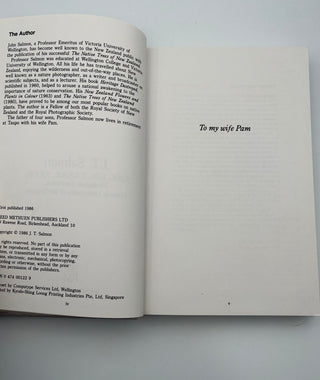 The Author
John Salmon, a Professor Emeritus of Victoria University of
Wellington, has become well known to the New Zealand public with
the publication of his successful The Native Trees of New Zealand.
Professor Salmon was educated at Wellington College and Victoria
University of Wellington. All his life he has travelled about New
Zealand, enjoying the wilderness and out-of-the-way places. He is
well known as a nature photographer, as a writer and broadcaster on
scientific subjects, and as a lecturer. His book Heritage Destroyed,
published in 1960, helped to arouse a national awakening to the
importance of nature conservation. His New Zealand Flowers and
Plants in Colour (1963) and The Native Trees of New Zealand
(1980), have proved to be among our most popular books on native
plants. The author is a Fellow of both the Royal Society of New
Zealand and the Royal Photographic Society.
The father of four sons, Professor Salmon now lives in retirement
at Taupo with his wife Pam.
published 1986
REED METHUEN PUBLISHERS LTD
Rawene Road, Birkenhead, Auckland 10
copyright © 1986 J. T. Salmon
rights reserved. No part of this publication
be reproduced, stored in a retrieval
or transmitted in any form or by any
electronic, mechanical, photocopying,
or otherwise, without the prior
permission of the publishers.
0 474 00122 9
by Computype Services Ltd, Wellington
by Kyodo-Shing Loong Printing Industries Pte, Ltd, Singapore
iv
To my wife Pam
v